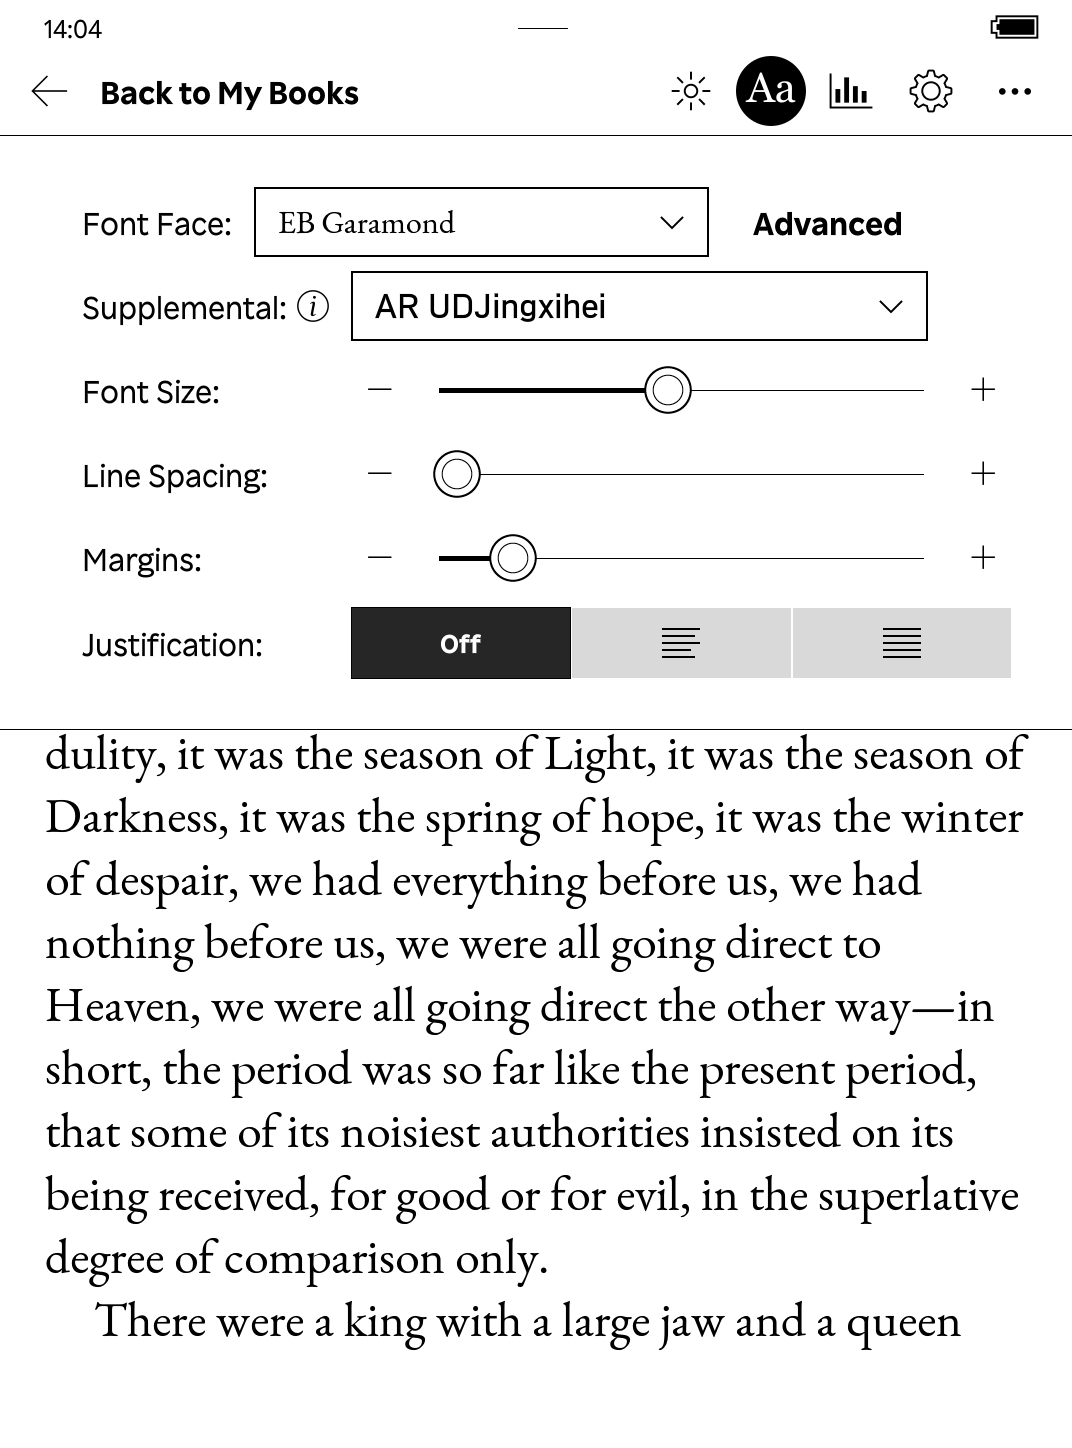 14:04
Back to My Books
Aa
Font Face:
EB Garamond
Advanced
Supplemental: i
AR UDJingxihei
Font Size:
Line Spacing:
Margins:
Justification:
Off
dulity, it was the season of Light, it was the season of
Darkness, it was the spring of hope, it was the winter
of despair, we had everything before us, we had
nothing before us, we were all going direct to
Heaven, we were all going direct the other way—in
short, the period was so far like the present period,
that some of its noisiest authorities insisted on its
being received, for good or for evil, in the superlative
degree of comparison only.
There were a king with a large jaw and a queen